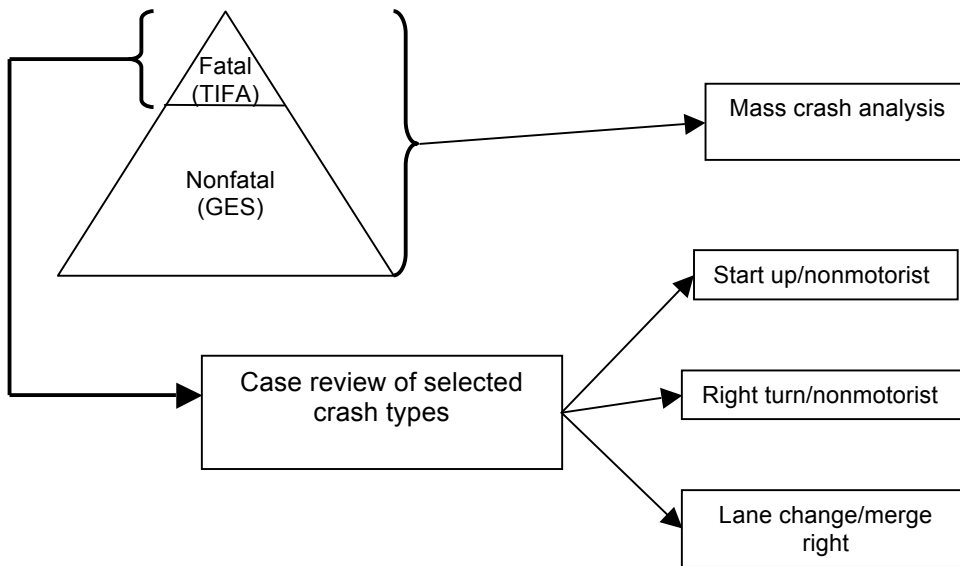 Fatal
(TIFA)
Mass crash analysis
Nonfatal
(GES)
Start up/nonmotorist
Case review of selected
crash types
Right turn/nonmotorist
Lane change/merge
right